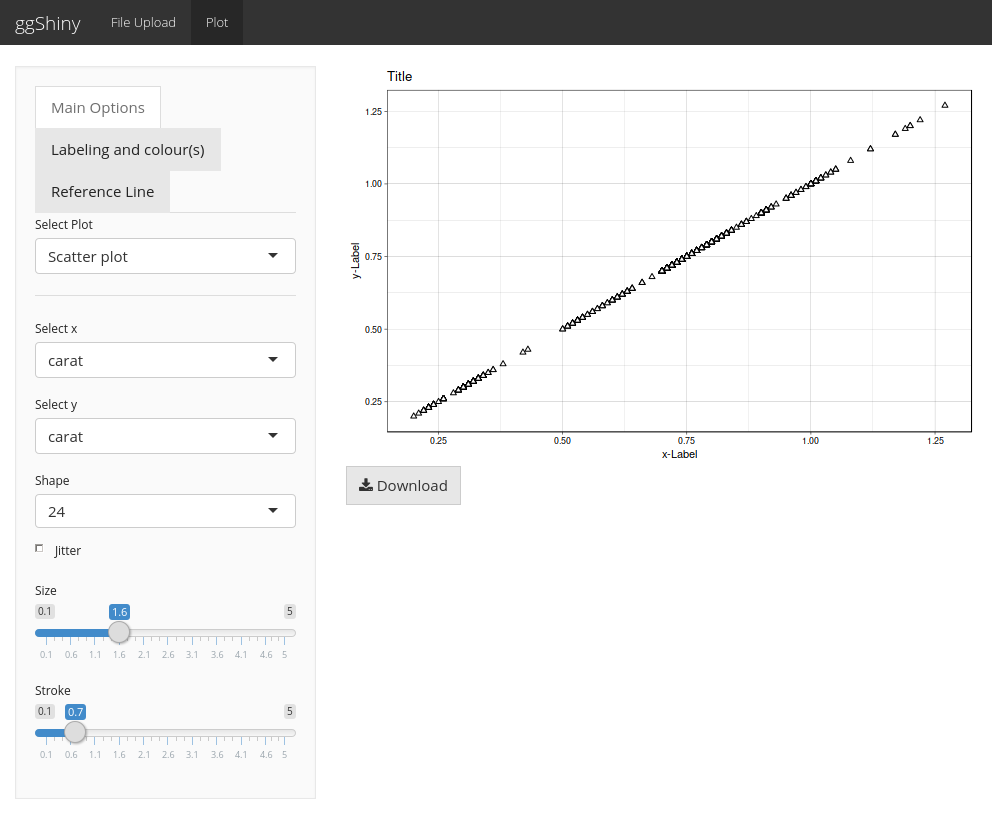 ggShiny File Upload Plot
Main Options
Labeling and colour(s)
Reference Line
Select Plot
Scatter plot
Select x
carat
Select y
carat
Shape
24
Jitter
Size
0.1 1.6 5
0.1 0.6 1.1 1.6 2.1 2.6 3.1 3.6 4.1 4.6 5
Stroke
0.1 0.7 5
0.1 0.6 1.1 1.6 2.1 2.6 3.1 3.6 4.1 4.6 5
Title
y-Label
1.25
1.00
0.75
0.50
0.25
0.25 0.50 0.75 1.00 1.25
x-Label
Download